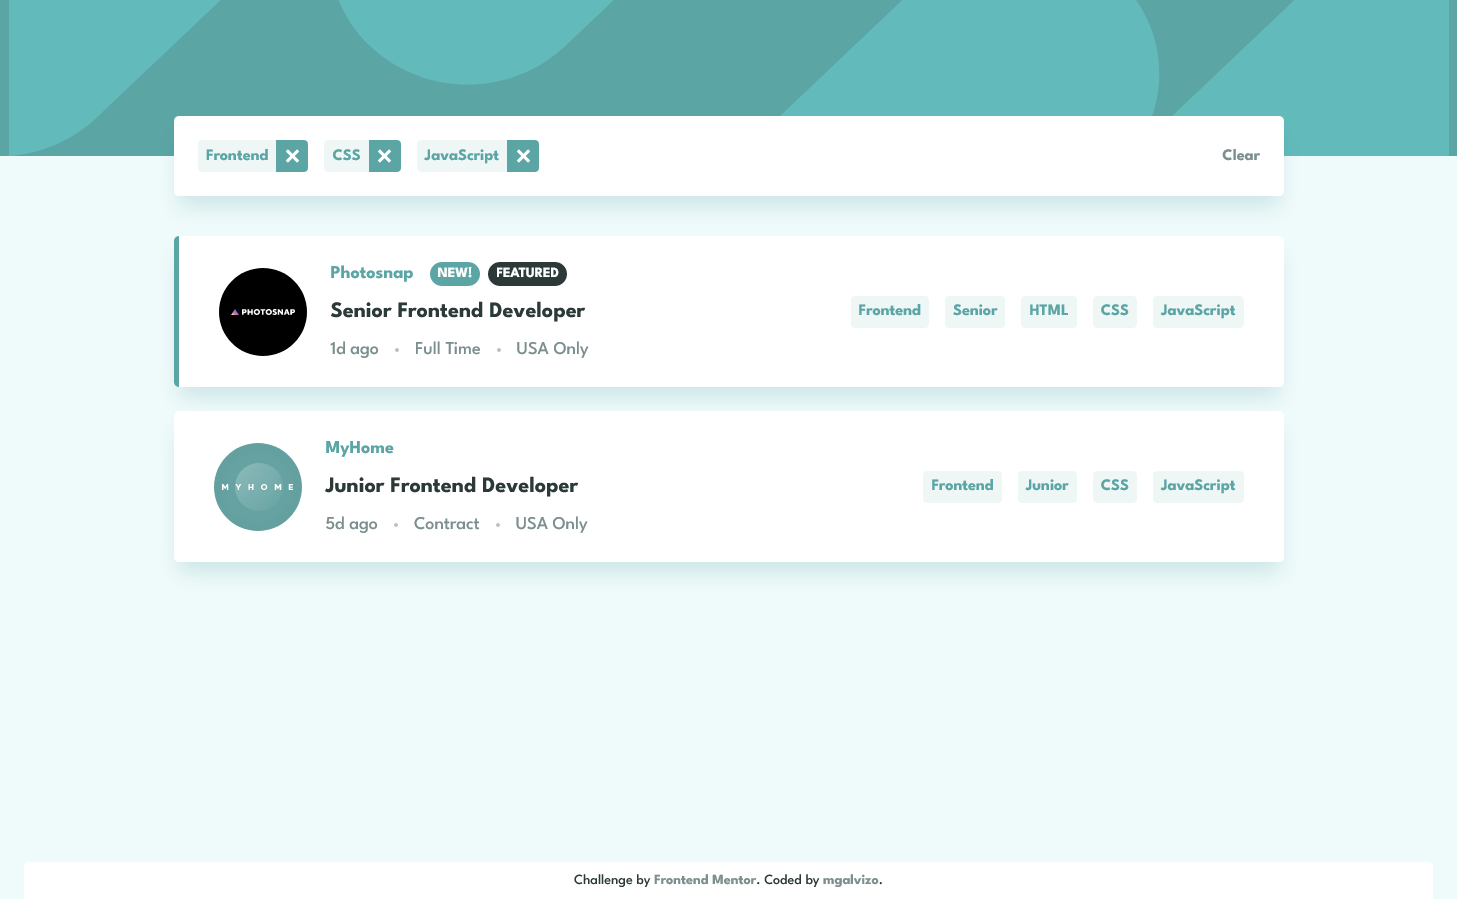 Frontend CSS JavaScript Clear
PHOTOSNAP
Photosnap NEW! FEATURED
Senior Frontend Developer
1d ago • Full Time • USA Only
Frontend Senior HTML CSS JavaScript
MYHOME
MyHome
Junior Frontend Developer
5d ago • Contract • USA Only
Frontend Junior CSS JavaScript
Challenge by Frontend Mentor. Coded by mgalvizo.